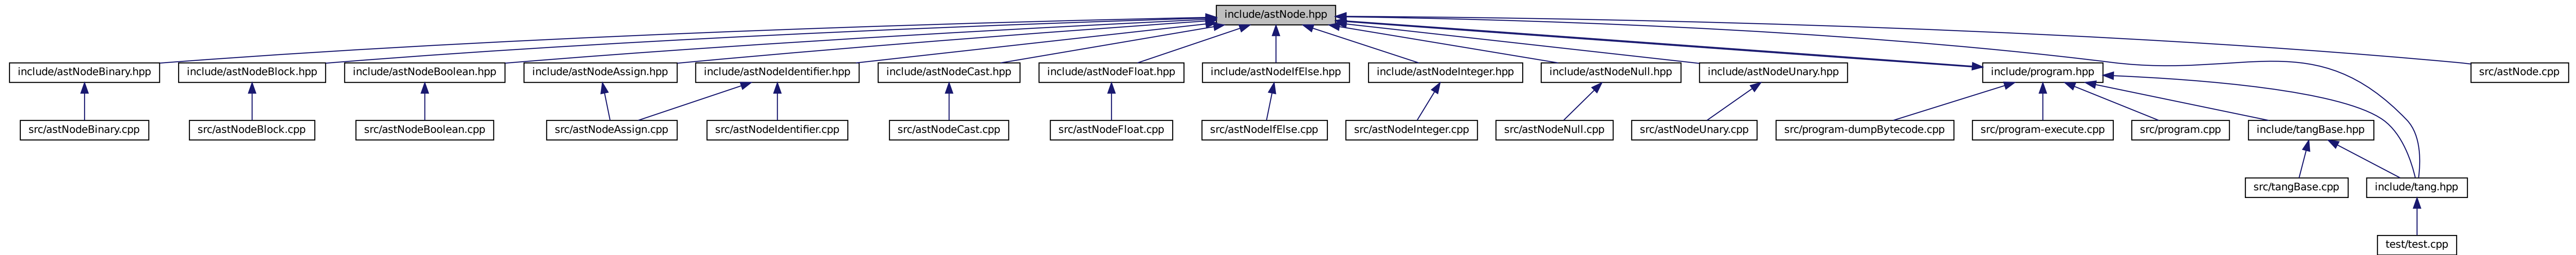 include/astNode.hpp
include/astNodeBinary.hpp
include/astNodeBlock.hpp
include/astNodeBoolean.hpp
include/astNodeAssign.hpp
include/astNodeIdentifier.hpp
include/astNodeCast.hpp
include/astNodeFloat.hpp
include/astNodeIfElse.hpp
include/astNodeInteger.hpp
include/astNodeNull.hpp
include/astNodeUnary.hpp
include/program.hpp
src/astNode.cpp
src/astNodeBinary.cpp
src/astNodeBlock.cpp
src/astNodeBoolean.cpp
src/astNodeAssign.cpp
src/astNodeIdentifier.cpp
src/astNodeCast.cpp
src/astNodeFloat.cpp
src/astNodeIfElse.cpp
src/astNodeInteger.cpp
src/astNodeNull.cpp
src/astNodeUnary.cpp
src/program-dumpBytecode.cpp
src/program-execute.cpp
src/program.cpp
include/tangBase.hpp
src/tangBase.cpp
include/tang.hpp
test/test.cpp